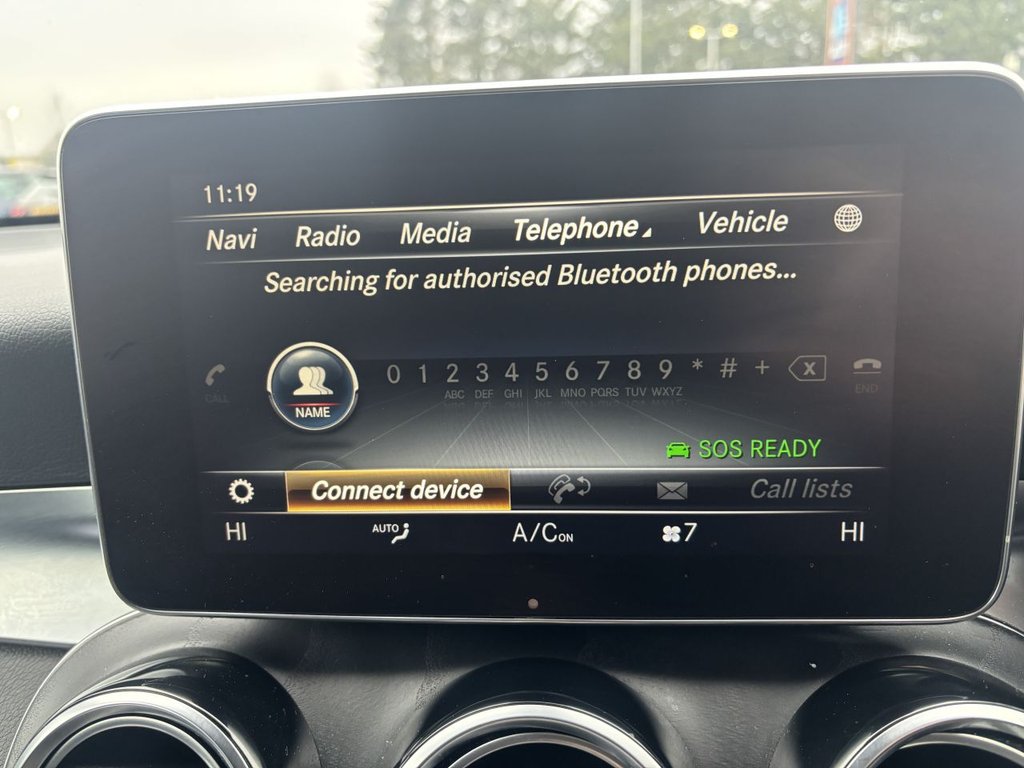 11:19
Navi Radio Media Telephone Vehicle
Searching for authorised Bluetooth phones...
0 1 2 3 4 5 6 7 8 9 * # + X
ABC DEF GHI JKL MNO PQRS TUV WXYZ
CALL NAME END
SOS READY
Connect device Call lists
HI AUTO A/C ON 7 HI